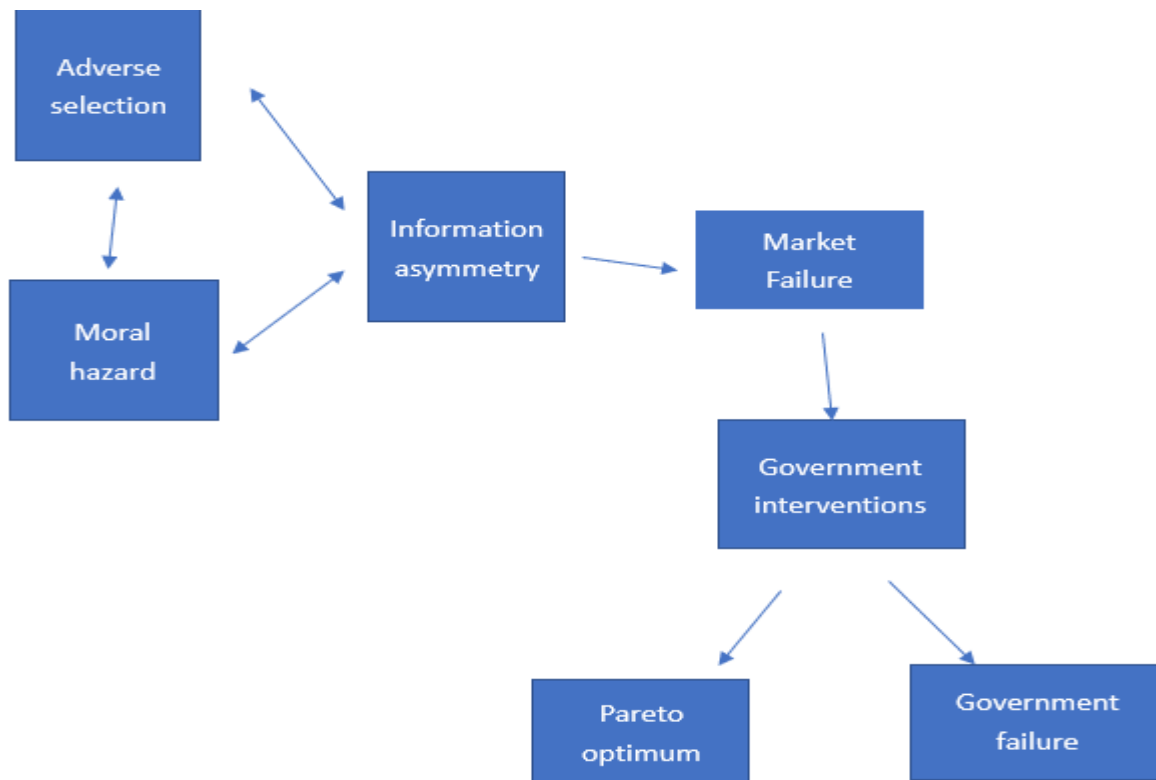 Adverse
selection
Information
asymmetry
Market
Failure
Moral
hazard
Government
interventions
Pareto
optimum
Government
failure